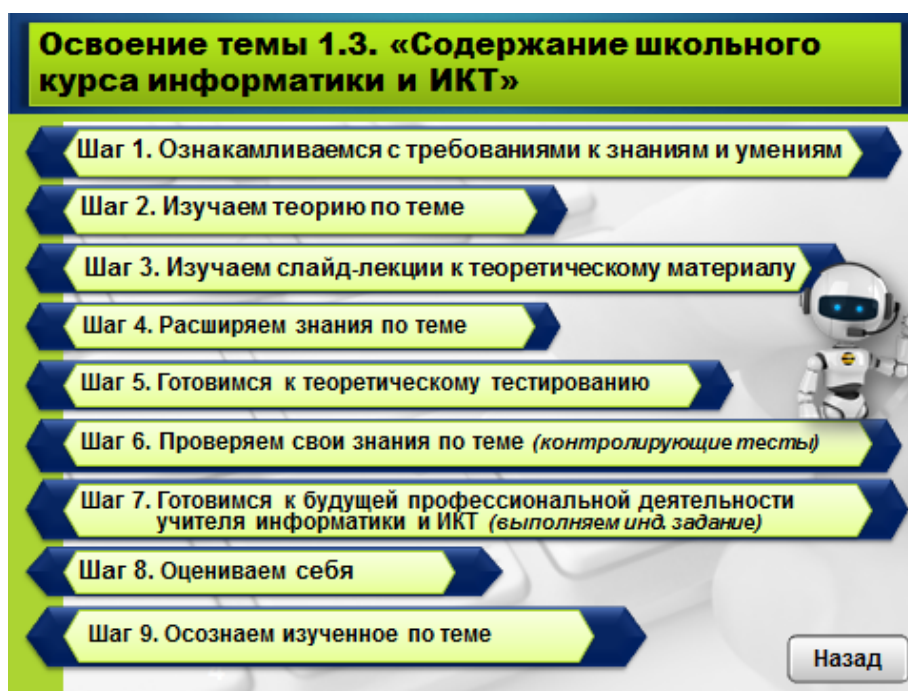 Освоение темы 1.3. «Содержание школьного
курса информатики и ИКТ»
Шаг 1. Ознакамливаемся с требованиями к знаниям и умениям
Шаг 2. Изучаем теорию по теме
Шаг 3. Изучаем слайд-лекции к теоретическому материалу
Шаг 4. Расширяем знания по теме
Шаг 5. Готовимся к теоретическому тестированию
Шаг 6. Проверяем свои знания по теме (контролирующие тесты)
Шаг 7. Готовимся к будущей профессиональной деятельности
учителя информатики и ИКТ (выполняем инд. задание)
Шаг 8. Оцениваем себя
Шаг 9. Осознаем изученное по теме
Назад